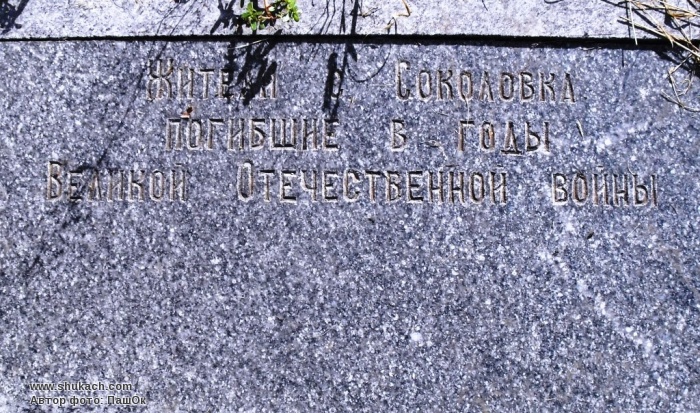 Жители с. Соколовка
погибшие в годы
Великой Отечественной войны
www.shukach.com
Автор фото: ПашОк